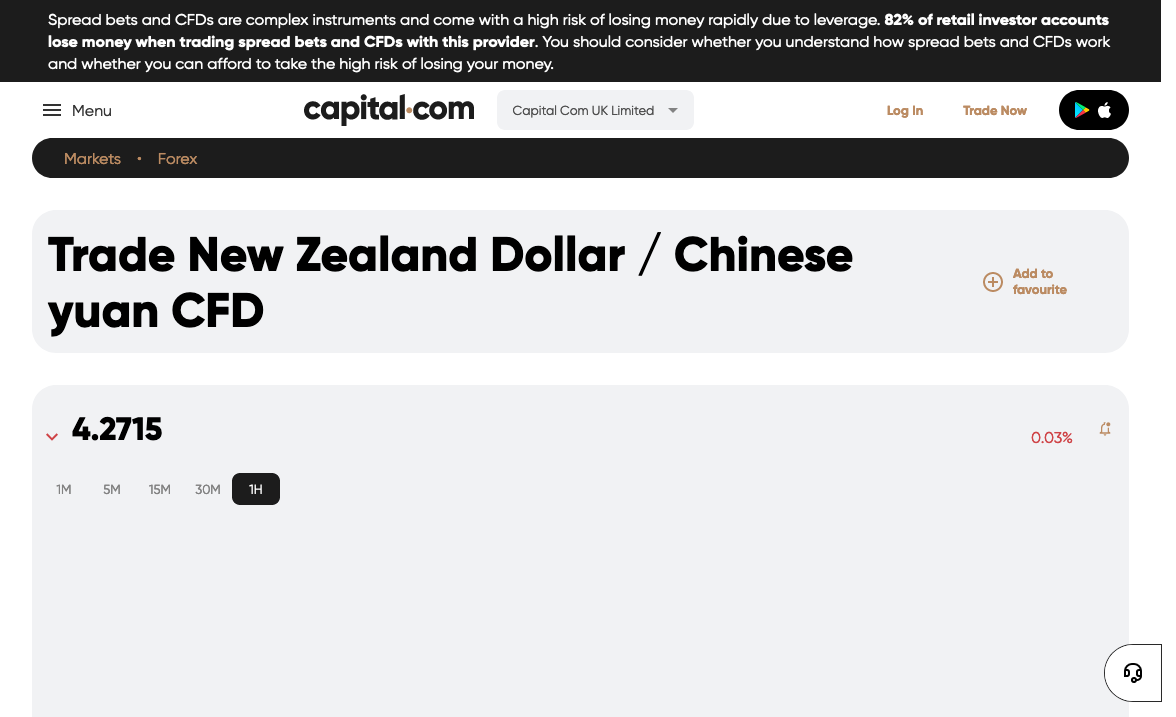 Spread bets and CFDs are complex instruments and come with a high risk of losing money rapidly due to leverage. 82% of retail investor accounts
lose money when trading spread bets and CFDs with this provider. You should consider whether you understand how spread bets and CFDs work
and whether you can afford to take the high risk of losing your money.
Menu
capital.com
Capital Com UK Limited
Log In
Trade Now
Markets • Forex
Trade New Zealand Dollar / Chinese
yuan CFD
Add to
favourite
4.2715
0.03%
1M 5M 15M 30M 1H